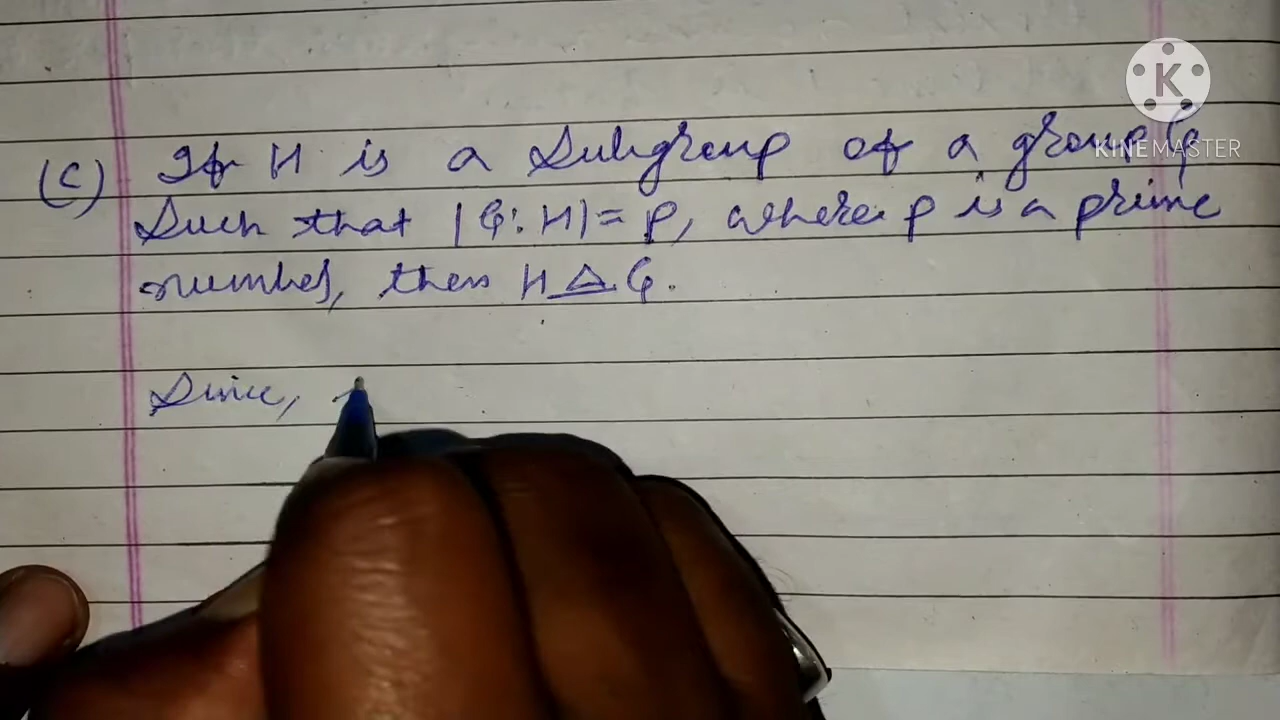 K
KINEMASTER
(C) If H is a subgroup of a group G
such that |G:H|=p, where p is a prime
number, then H ⊴ G.
Since,